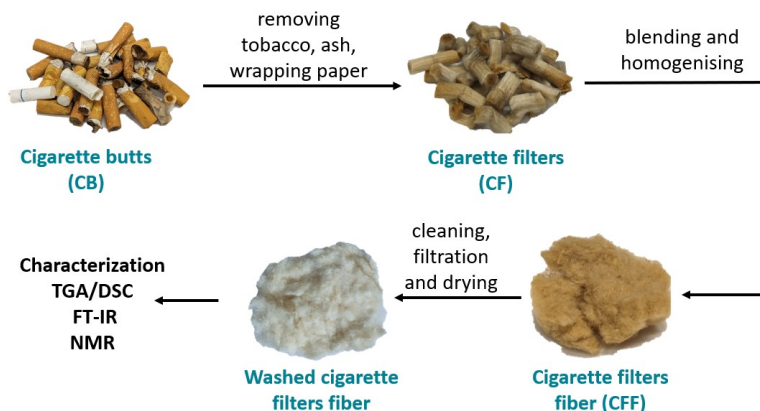 removing
tobacco, ash,
wrapping paper
blending and
homogenising
Cigarette butts
(CB)
Cigarette filters
(CF)
Characterization
TGA/DSC
FT-IR
NMR
cleaning,
filtration
and drying
Washed cigarette
filters fiber
Cigarette filters
fiber (CFF)